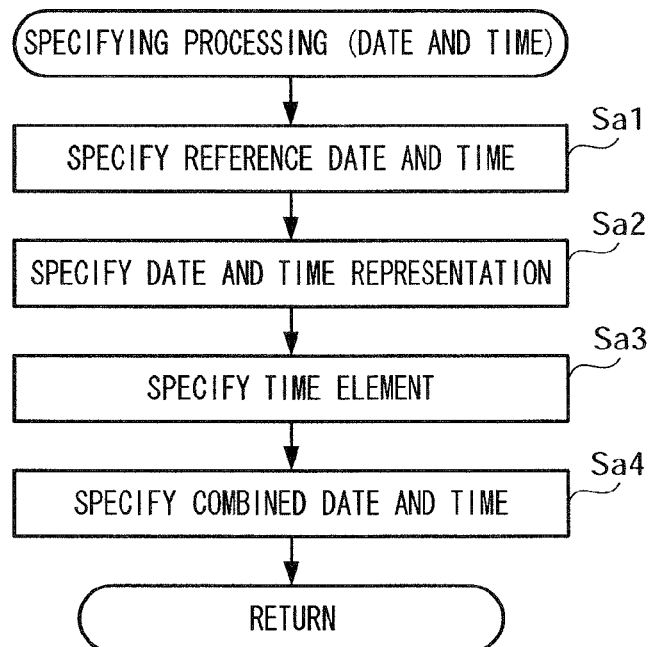 SPECIFYING PROCESSING (DATE AND TIME)
Sa1
SPECIFY REFERENCE DATE AND TIME
Sa2
SPECIFY DATE AND TIME REPRESENTATION
Sa3
SPECIFY TIME ELEMENT
Sa4
SPECIFY COMBINED DATE AND TIME
RETURN